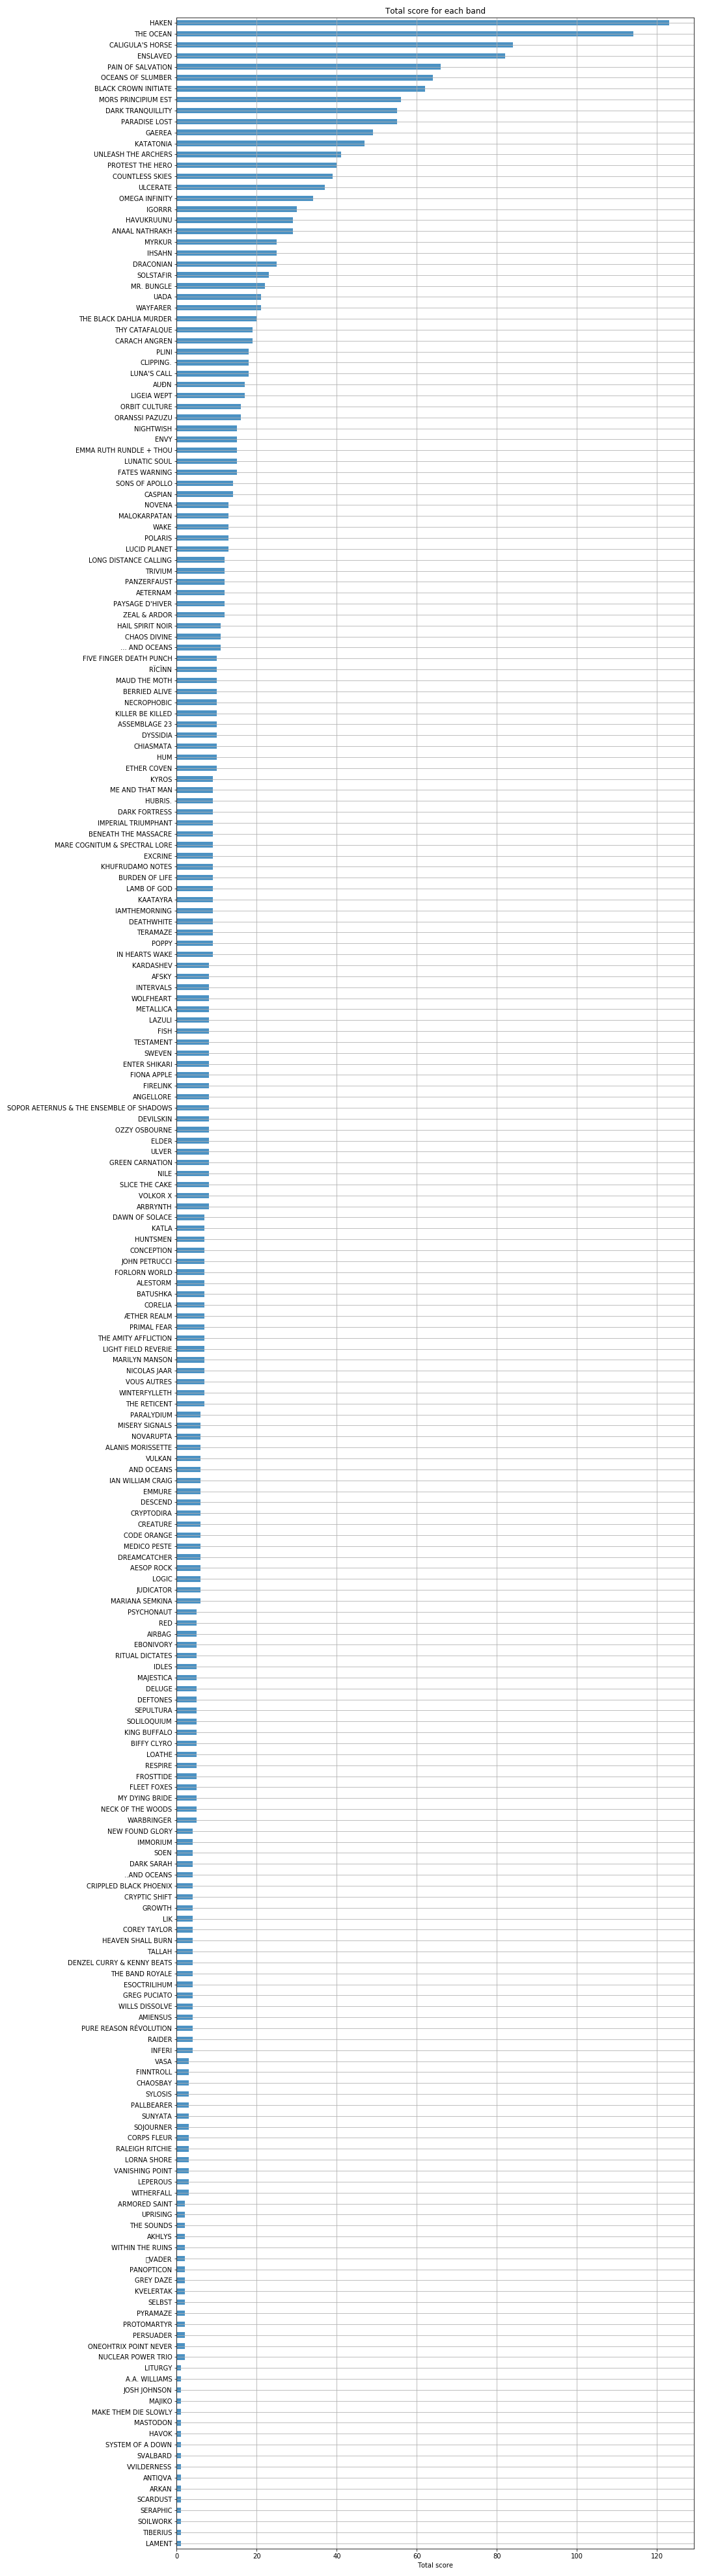 Total score for each band
HAKEN
THE OCEAN
CALIGULA'S HORSE
ENSLAVED
PAIN OF SALVATION
OCEANS OF SLUMBER
BLACK CROWN INITIATE
MORS PRINCIPIUM EST
DARK TRANQUILLITY
PARADISE LOST
GAEREA
KATATONIA
UNLEASH THE ARCHERS
PROTEST THE HERO
COUNTLESS SKIES
ULCERATE
OMEGA INFINITY
IGORRR
HAVUKRUUNU
ANAAL NATHRAKH
MYRKUR
IHSAHN
DRACONIAN
SOLSTAFIR
MR. BUNGLE
UADA
WAYFARER
THE BLACK DAHLIA MURDER
THY CATAFALQUE
CARACH ANGREN
PLINI
CLIPPING.
LUNA'S CALL
AUÐN
LIGEIA WEPT
ORBIT CULTURE
ORANSSI PAZUZU
NIGHTWISH
ENVY
EMMA RUTH RUNDLE + THOU
LUNATIC SOUL
FATES WARNING
SONS OF APOLLO
CASPIAN
NOVENA
MALOKARPATAN
WAKE
POLARIS
LUCID PLANET
LONG DISTANCE CALLING
TRIVIUM
PANZERFAUST
AETERNAM
PAYSAGE D'HIVER
ZEAL & ARDOR
HAIL SPIRIT NOIR
CHAOS DIVINE
... AND OCEANS
FIVE FINGER DEATH PUNCH
RÏCÏNN
MAUD THE MOTH
BERRIED ALIVE
NECROPHOBIC
KILLER BE KILLED
ASSEMBLAGE 23
DYSSIDIA
CHIASMATA
HUM
ETHER COVEN
KYROS
ME AND THAT MAN
HUBRIS.
DARK FORTRESS
IMPERIAL TRIUMPHANT
BENEATH THE MASSACRE
MARE COGNITUM & SPECTRAL LORE
EXCRINE
KHUFRUDAMO NOTES
BURDEN OF LIFE
LAMB OF GOD
KAATAYRA
IAMTHEMORNING
DEATHWHITE
TERAMAZE
POPPY
IN HEARTS WAKE
KARDASHEV
AFSKY
INTERVALS
WOLFHEART
METALLICA
LAZULI
FISH
TESTAMENT
SWEVEN
ENTER SHIKARI
FIONA APPLE
FIRELINK
ANGELLORE
SOPOR AETERNUS & THE ENSEMBLE OF SHADOWS
DEVILSKIN
OZZY OSBOURNE
ELDER
ULVER
GREEN CARNATION
NILE
SLICE THE CAKE
VOLKOR X
ARBRYNTH
DAWN OF SOLACE
KATLA
HUNTSMEN
CONCEPTION
JOHN PETRUCCI
FORLORN WORLD
ALESTORM
BATUSHKA
CORELIA
ÆTHER REALM
PRIMAL FEAR
THE AMITY AFFLICTION
LIGHT FIELD REVERIE
MARILYN MANSON
NICOLAS JAAR
VOUS AUTRES
WINTERFYLLETH
THE RETICENT
PARALYDIUM
MISERY SIGNALS
NOVARUPTA
ALANIS MORISSETTE
VULKAN
AND OCEANS
IAN WILLIAM CRAIG
EMMURE
DESCEND
CRYPTODIRA
CREATURE
CODE ORANGE
MEDICO PESTE
DREAMCATCHER
AESOP ROCK
LOGIC
JUDICATOR
MARIANA SEMKINA
PSYCHONAUT
RED
AIRBAG
EBONIVORY
RITUAL DICTATES
IDLES
MAJESTICA
DELUGE
DEFTONES
SEPULTURA
SOLILOQUIUM
KING BUFFALO
BIFFY CLYRO
LOATHE
RESPIRE
FROSTTIDE
FLEET FOXES
MY DYING BRIDE
NECK OF THE WOODS
WARBRINGER
NEW FOUND GLORY
IMMORIUM
SOEN
DARK SARAH
..AND OCEANS
CRIPPLED BLACK PHOENIX
CRYPTIC SHIFT
GROWTH
LIK
COREY TAYLOR
HEAVEN SHALL BURN
TALLAH
DENZEL CURRY & KENNY BEATS
THE BAND ROYALE
ESOCTRILIHUM
GREG PUCIATO
WILLS DISSOLVE
AMIENSUS
PURE REASON RÉVOLUTION
RAIDER
INFERI
VASA
FINNTROLL
CHAOSBAY
SYLOSIS
PALLBEARER
SUNYATA
SOJOURNER
CORPS FLEUR
RALEIGH RITCHIE
LORNA SHORE
VANISHING POINT
LEPEROUS
WITHERFALL
ARMORED SAINT
UPRISING
THE SOUNDS
AKHLYS
WITHIN THE RUINS
VADER
PANOPTICON
GREY DAZE
KVELERTAK
SELBST
PYRAMAZE
PROTOMARTYR
PERSUADER
ONEOHTRIX POINT NEVER
NUCLEAR POWER TRIO
LITURGY
A.A. WILLIAMS
JOSH JOHNSON
MAJIKO
MAKE THEM DIE SLOWLY
MASTODON
HAVOK
SYSTEM OF A DOWN
SVALBARD
VVILDERNESS
ANTIQVA
ARKAN
SCARDUST
SERAPHIC
SOILWORK
TIBERIUS
LAMENT
0 20 40 60 80 100 120
Total score